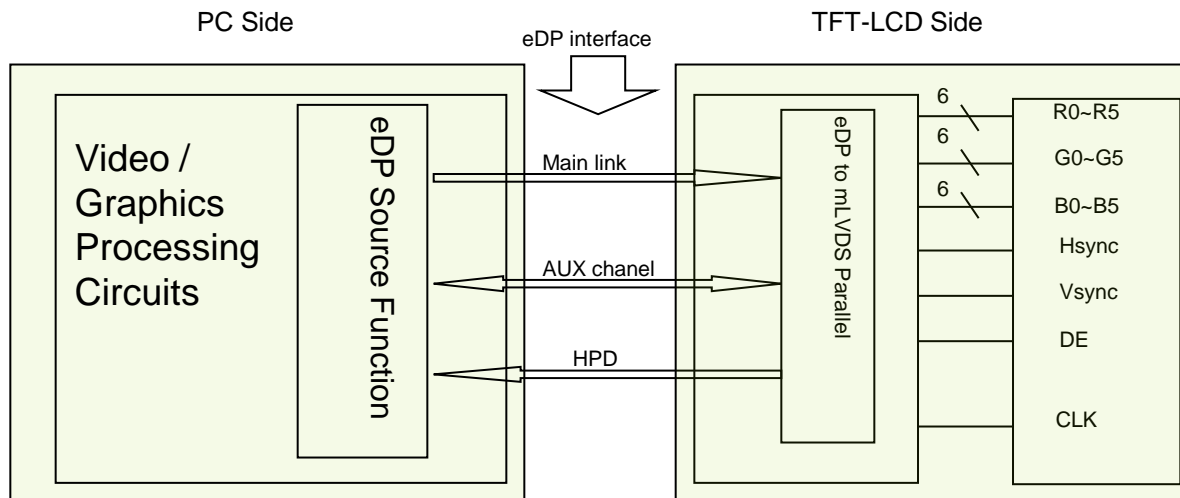 PC Side
eDP interface
TFT-LCD Side
Video /
Graphics
Processing
Circuits
eDP Source Function
Main link
AUX chanel
HPD
eDP to mLVDS Parallel
6
R0~R5
6
G0~G5
6
B0~B5
Hsync
Vsync
DE
CLK